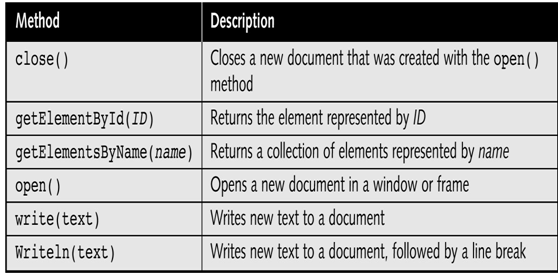 Method Description
close() Closes a new document that was created with the open()
method
getElementById(ID) Returns the element represented by ID
getElementsByName(name) Returns a collection of elements represented by name
open() Opens a new document in a window or frame
write(text) Writes new text to a document
Writeln(text) Writes new text to a document, followed by a line break